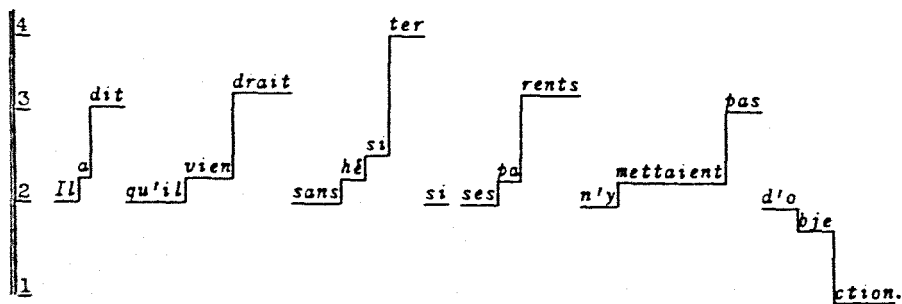 4
ter
3
dit
drait
rents
pas
2
Il a
qu'il vien
sans hé si
si ses pa
n'y mettaient
d'o
bje
1
ction.